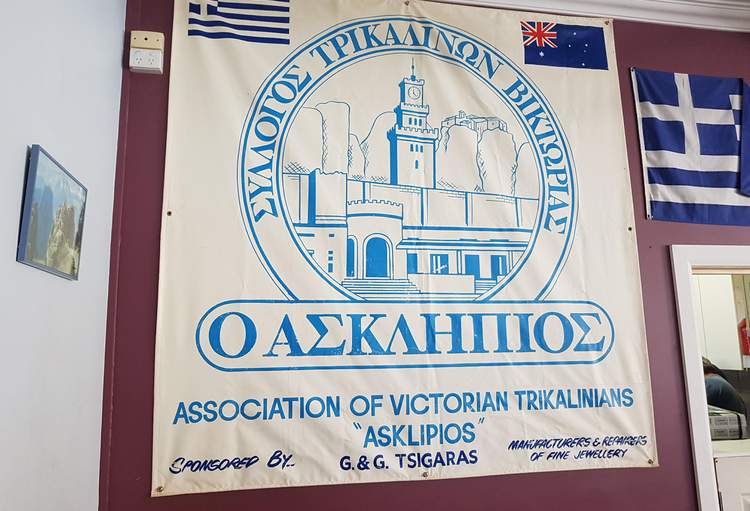 ΣΥΛΛΟΓΟΣ ΤΡΙΚΑΛΙΝΩΝ ΒΙΚΤΩΡΙΑΣ
Ο ΑΣΚΛΗΠΙΟΣ
ASSOCIATION OF VICTORIAN TRIKALINIANS
"ASKLIPIOS"
SPONSORED BY..
G. & G. TSIGARAS
MANUFACTURERS & REPAIRERS
OF FINE JEWELLERY